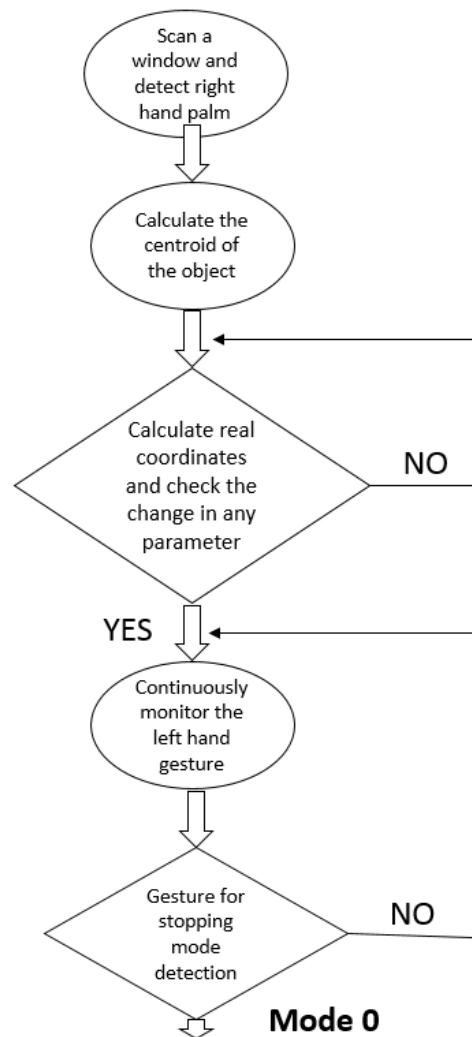 Scan a
window and
detect right
hand palm
Calculate the
centroid of
the object
Calculate real
coordinates
and check the
change in any
parameter
NO
YES
Continuously
monitor the
left hand
gesture
Gesture for
stopping
mode
detection
NO
Mode 0